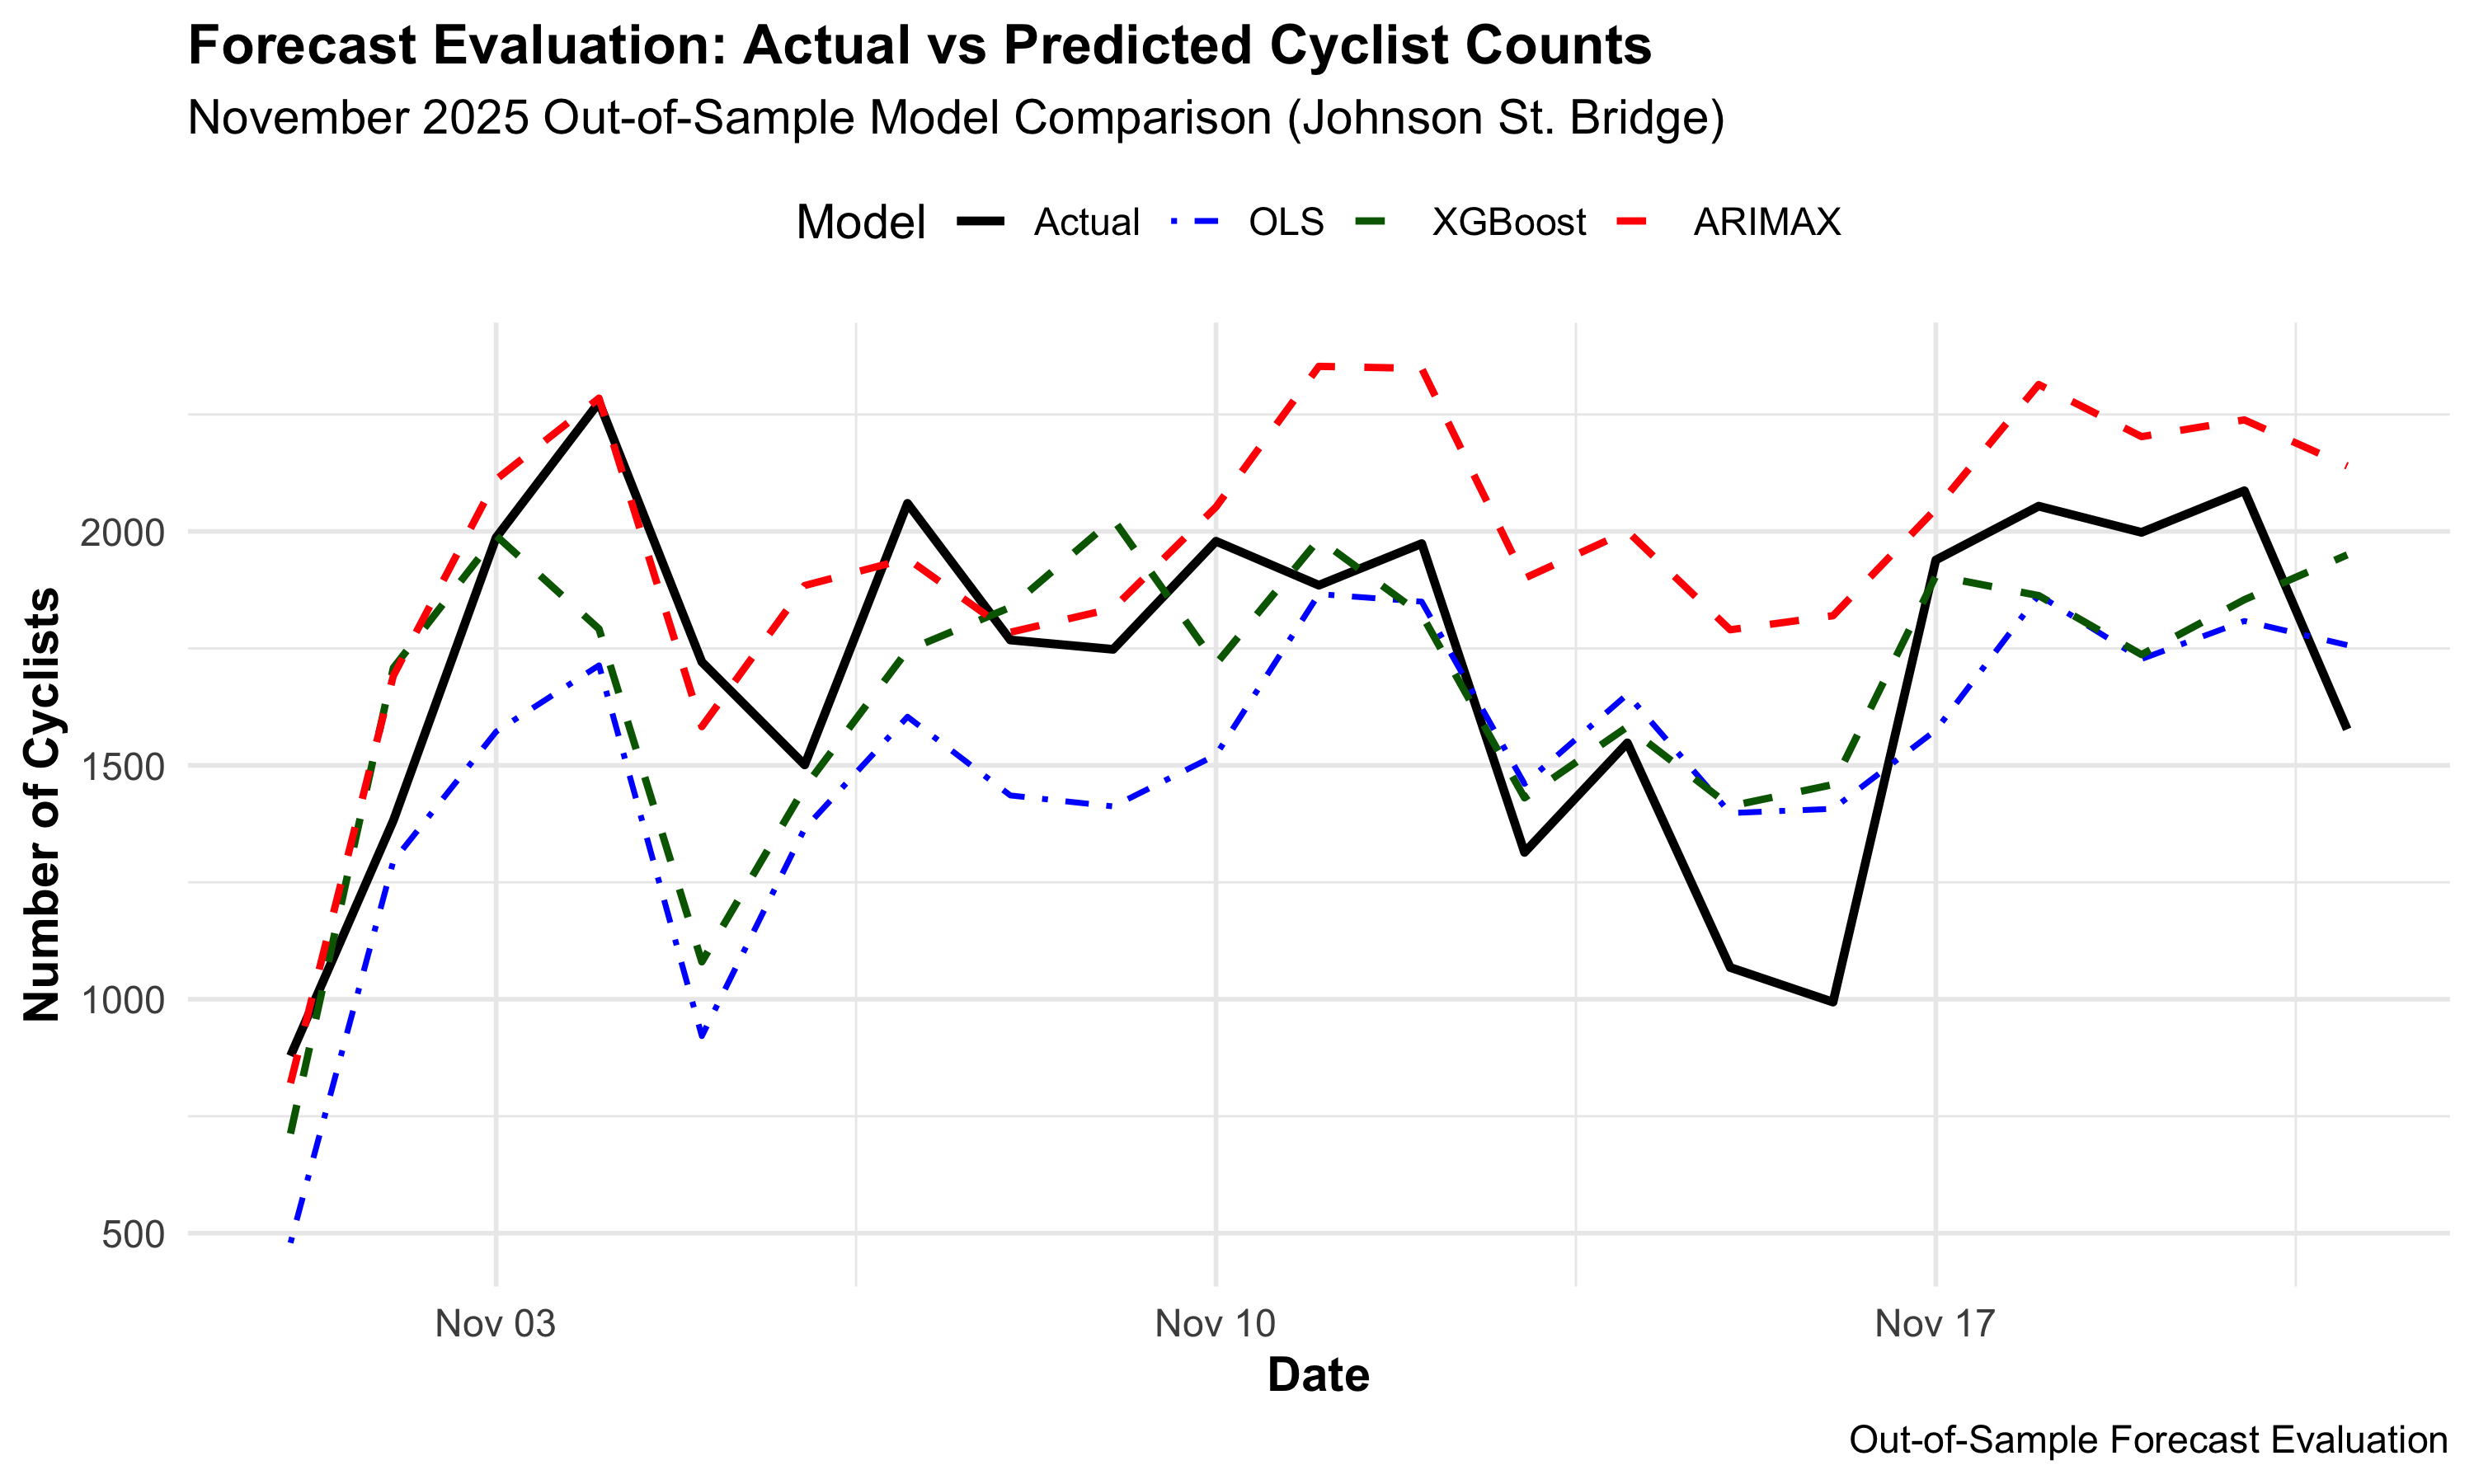 Forecast Evaluation: Actual vs Predicted Cyclist Counts
November 2025 Out-of-Sample Model Comparison (Johnson St. Bridge)
Model Actual OLS XGBoost ARIMAX
Number of Cyclists
2000
1500
1000
500
Nov 03 Nov 10 Nov 17
Date
Out-of-Sample Forecast Evaluation